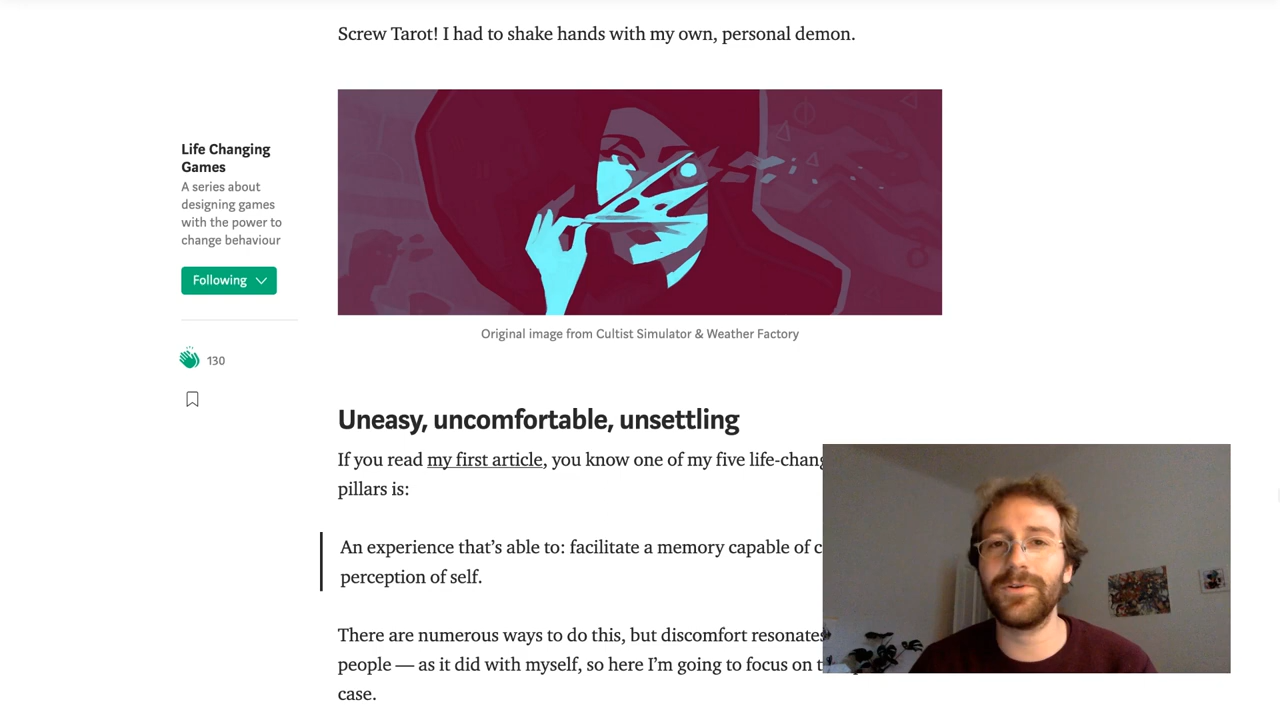 Screw Tarot! I had to shake hands with my own, personal demon.
Life Changing
Games
A series about
designing games
with the power to
change behaviour
Following
130
Original image from Cultist Simulator & Weather Factory
Uneasy, uncomfortable, unsettling
If you read my first article, you know one of my five life-chang
pillars is:
An experience that's able to: facilitate a memory capable of c
perception of self.
There are numerous ways to do this, but discomfort resonates
people — as it did with myself, so here I'm going to focus on t
case.